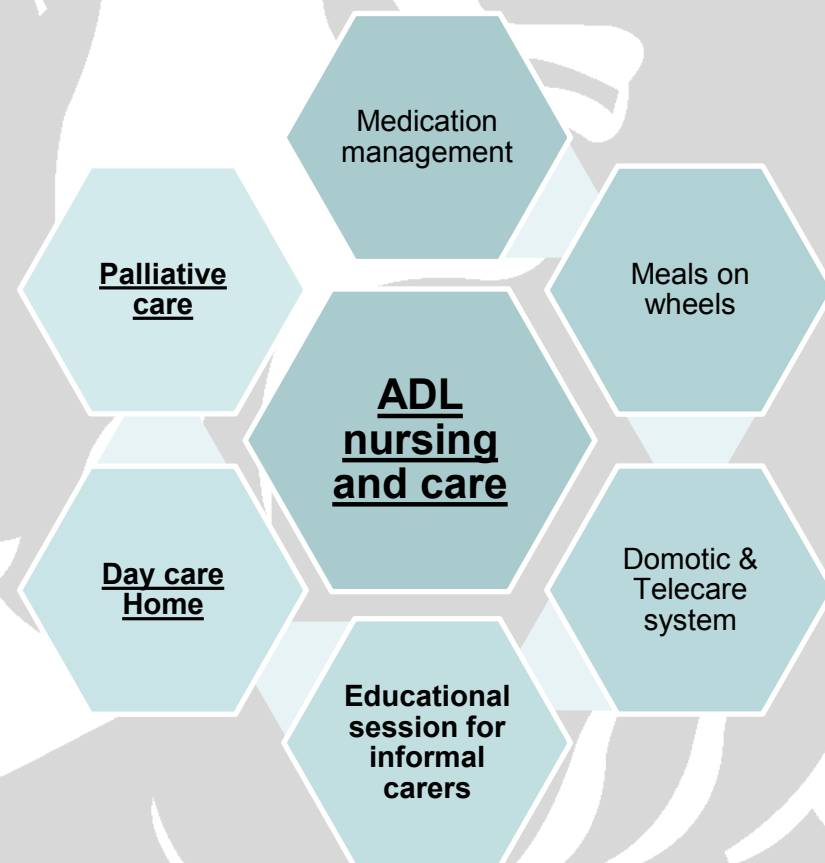 Medication
management
Palliative
care
Meals on
wheels
ADL
nursing
and care
Day care
Home
Domotic &
Telecare
system
Educational
session for
informal
carers